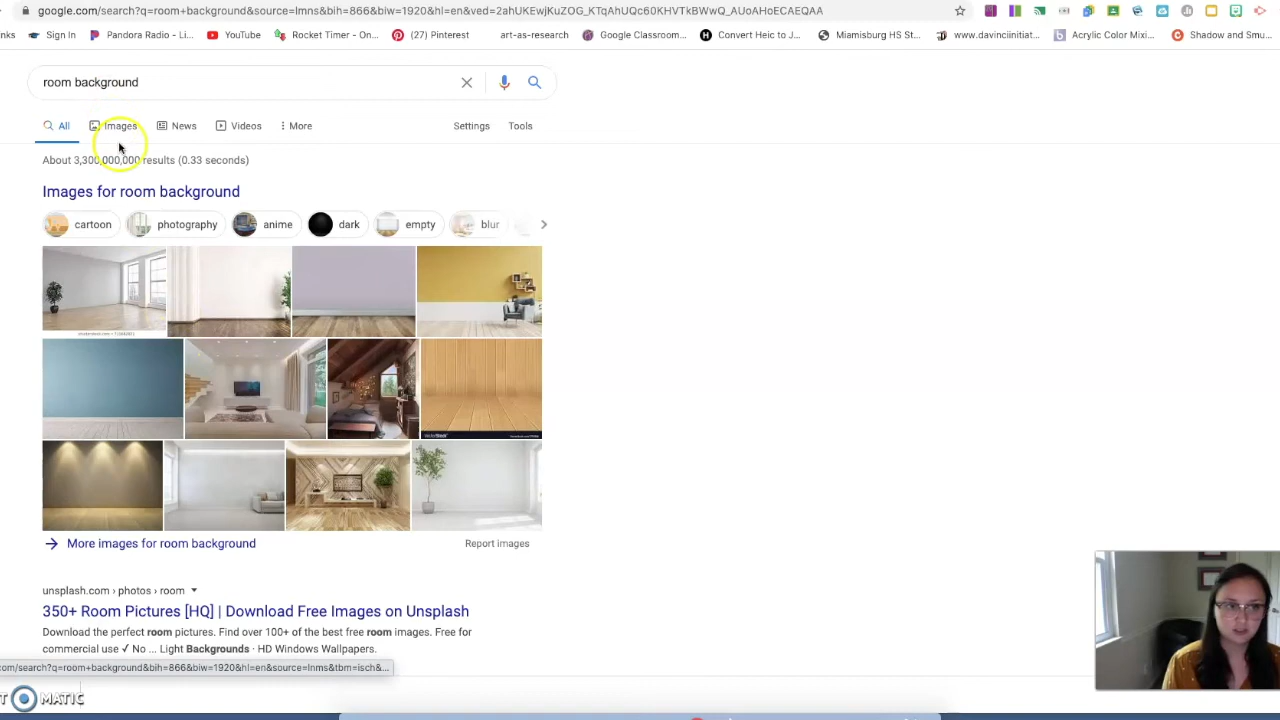 google.com/search?q=room+background&source=lmns&bih=866&biw=1920&hl=en&ved=2ahUKEwjKuZOG_KTqAhUQc60KHVTkBWwQ_AUoAHoECAEQAA
nks Sign In Pandora Radio - Li... YouTube Rocket Timer - On... (27) Pinterest art-as-research Google Classroom... Convert Heic to J... Miamisburg HS St... www.davinciinitiat... Acrylic Color Mixi... Shadow and Smu...
room background
All Images News Videos More Settings Tools
About 3,300,000,000 results (0.33 seconds)
Images for room background
cartoon photography anime dark empty blur
More images for room background Report images
unsplash.com › photos › room
350+ Room Pictures [HQ] | Download Free Images on Unsplash
Download the perfect room pictures. Find over 100+ of the best free room images. Free for
commercial use ✓ No ... Light Backgrounds · HD Windows Wallpapers.
com/search?q=room+background&bih=866&biw=1920&hl=en&source=lnms&tbm=isch&...
T MATIC